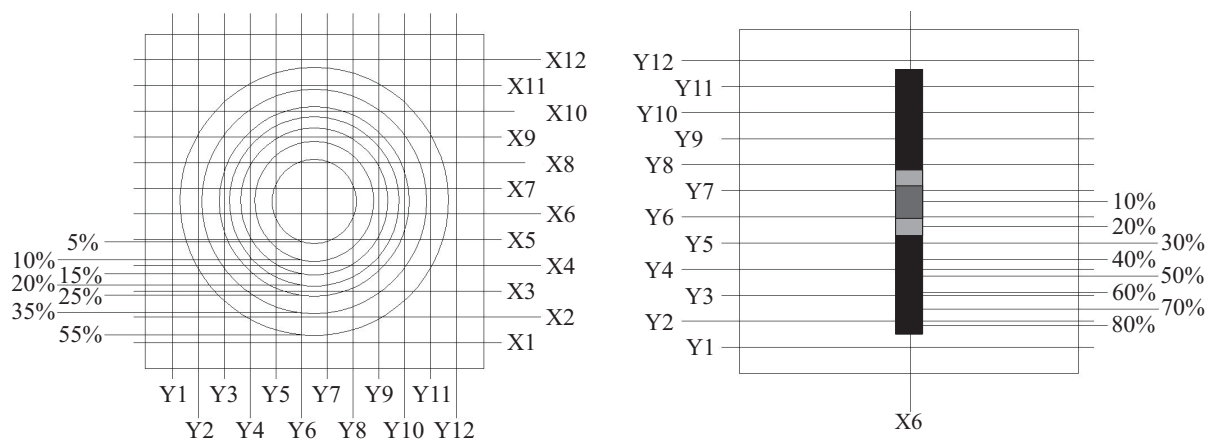 X12
X11
X10
X9
X8
X7
X6
X5
X4
X3
X2
X1
5%
10%
15%
20%
25%
35%
55%
Y1 Y3 Y5 Y7 Y9 Y11
Y2 Y4 Y6 Y8 Y10 Y12
Y12
Y11
Y10
Y9
Y8
Y7
Y6
Y5
Y4
Y3
Y2
Y1
10%
20%
30%
40%
50%
60%
70%
80%
X6